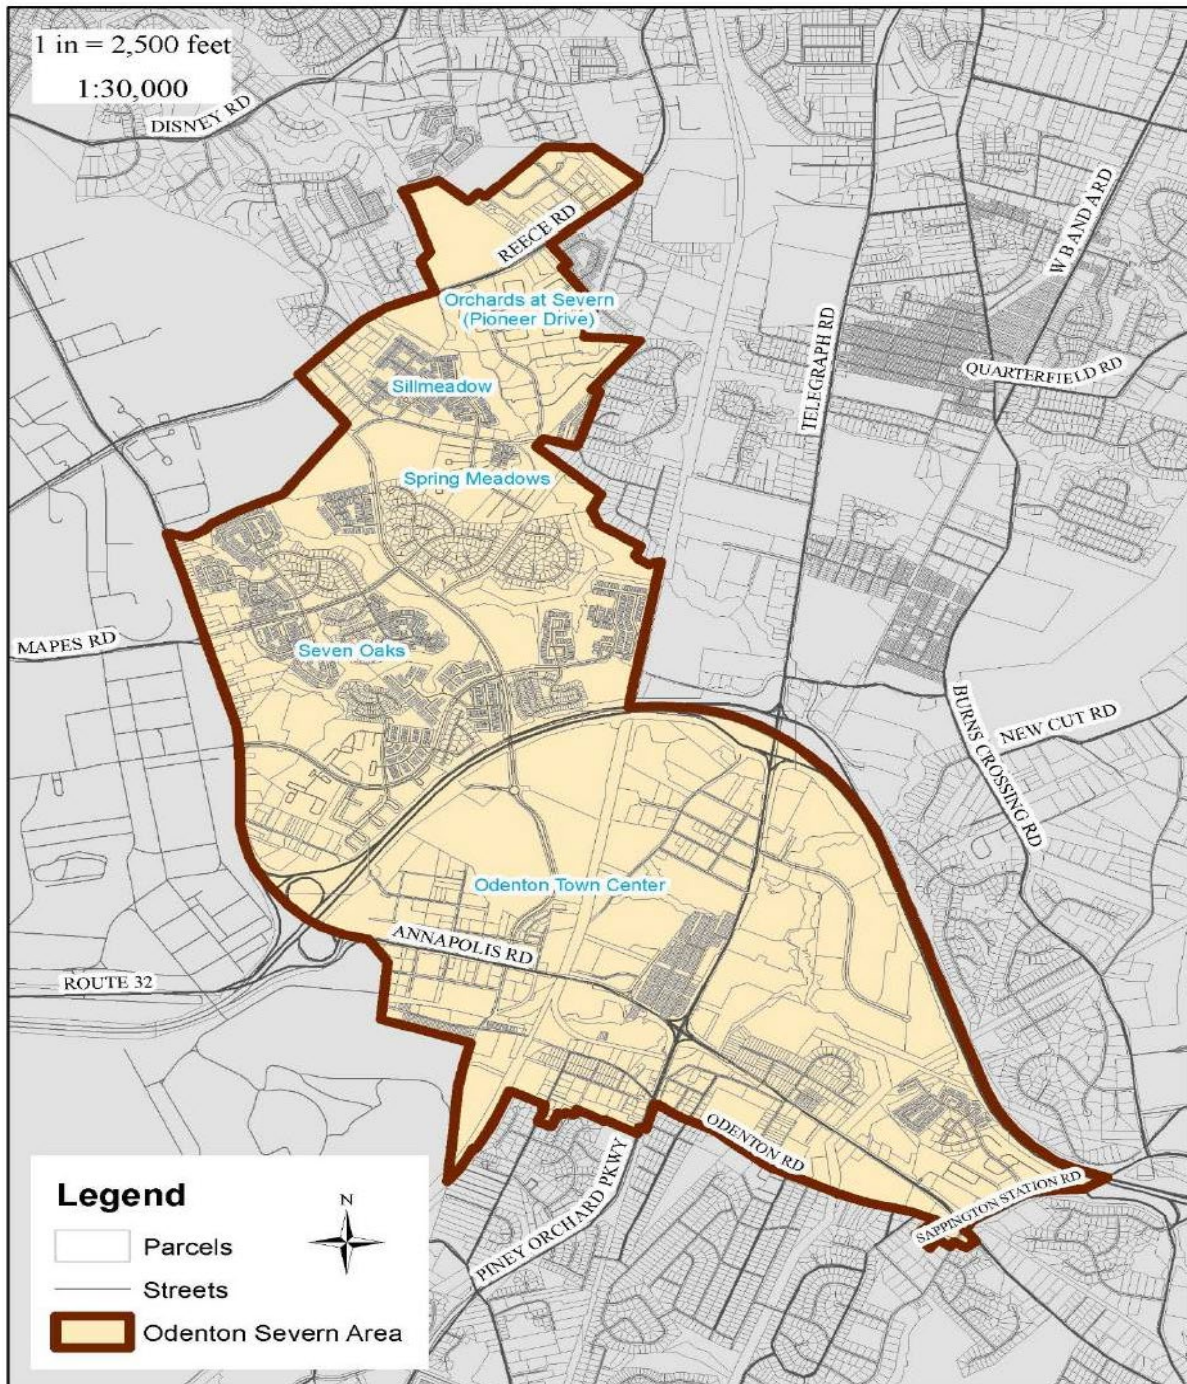 1 in = 2,500 feet
1:30,000
DISNEY RD
REECE RD
W B AND A RD
Orchards at Severn
(Pioneer Drive)
TELEGRAPH RD
QUARTERFIELD RD
Sillmeadow
Spring Meadows
MAPES RD
Seven Oaks
BURNS CROSSING RD
NEW CUT RD
Odenton Town Center
ANNAPOLIS RD
ROUTE 32
ODENTON RD
PINEY ORCHARD PKWY
SAPPINGTON STATION RD
Legend
N
Parcels
Streets
Odenton Severn Area